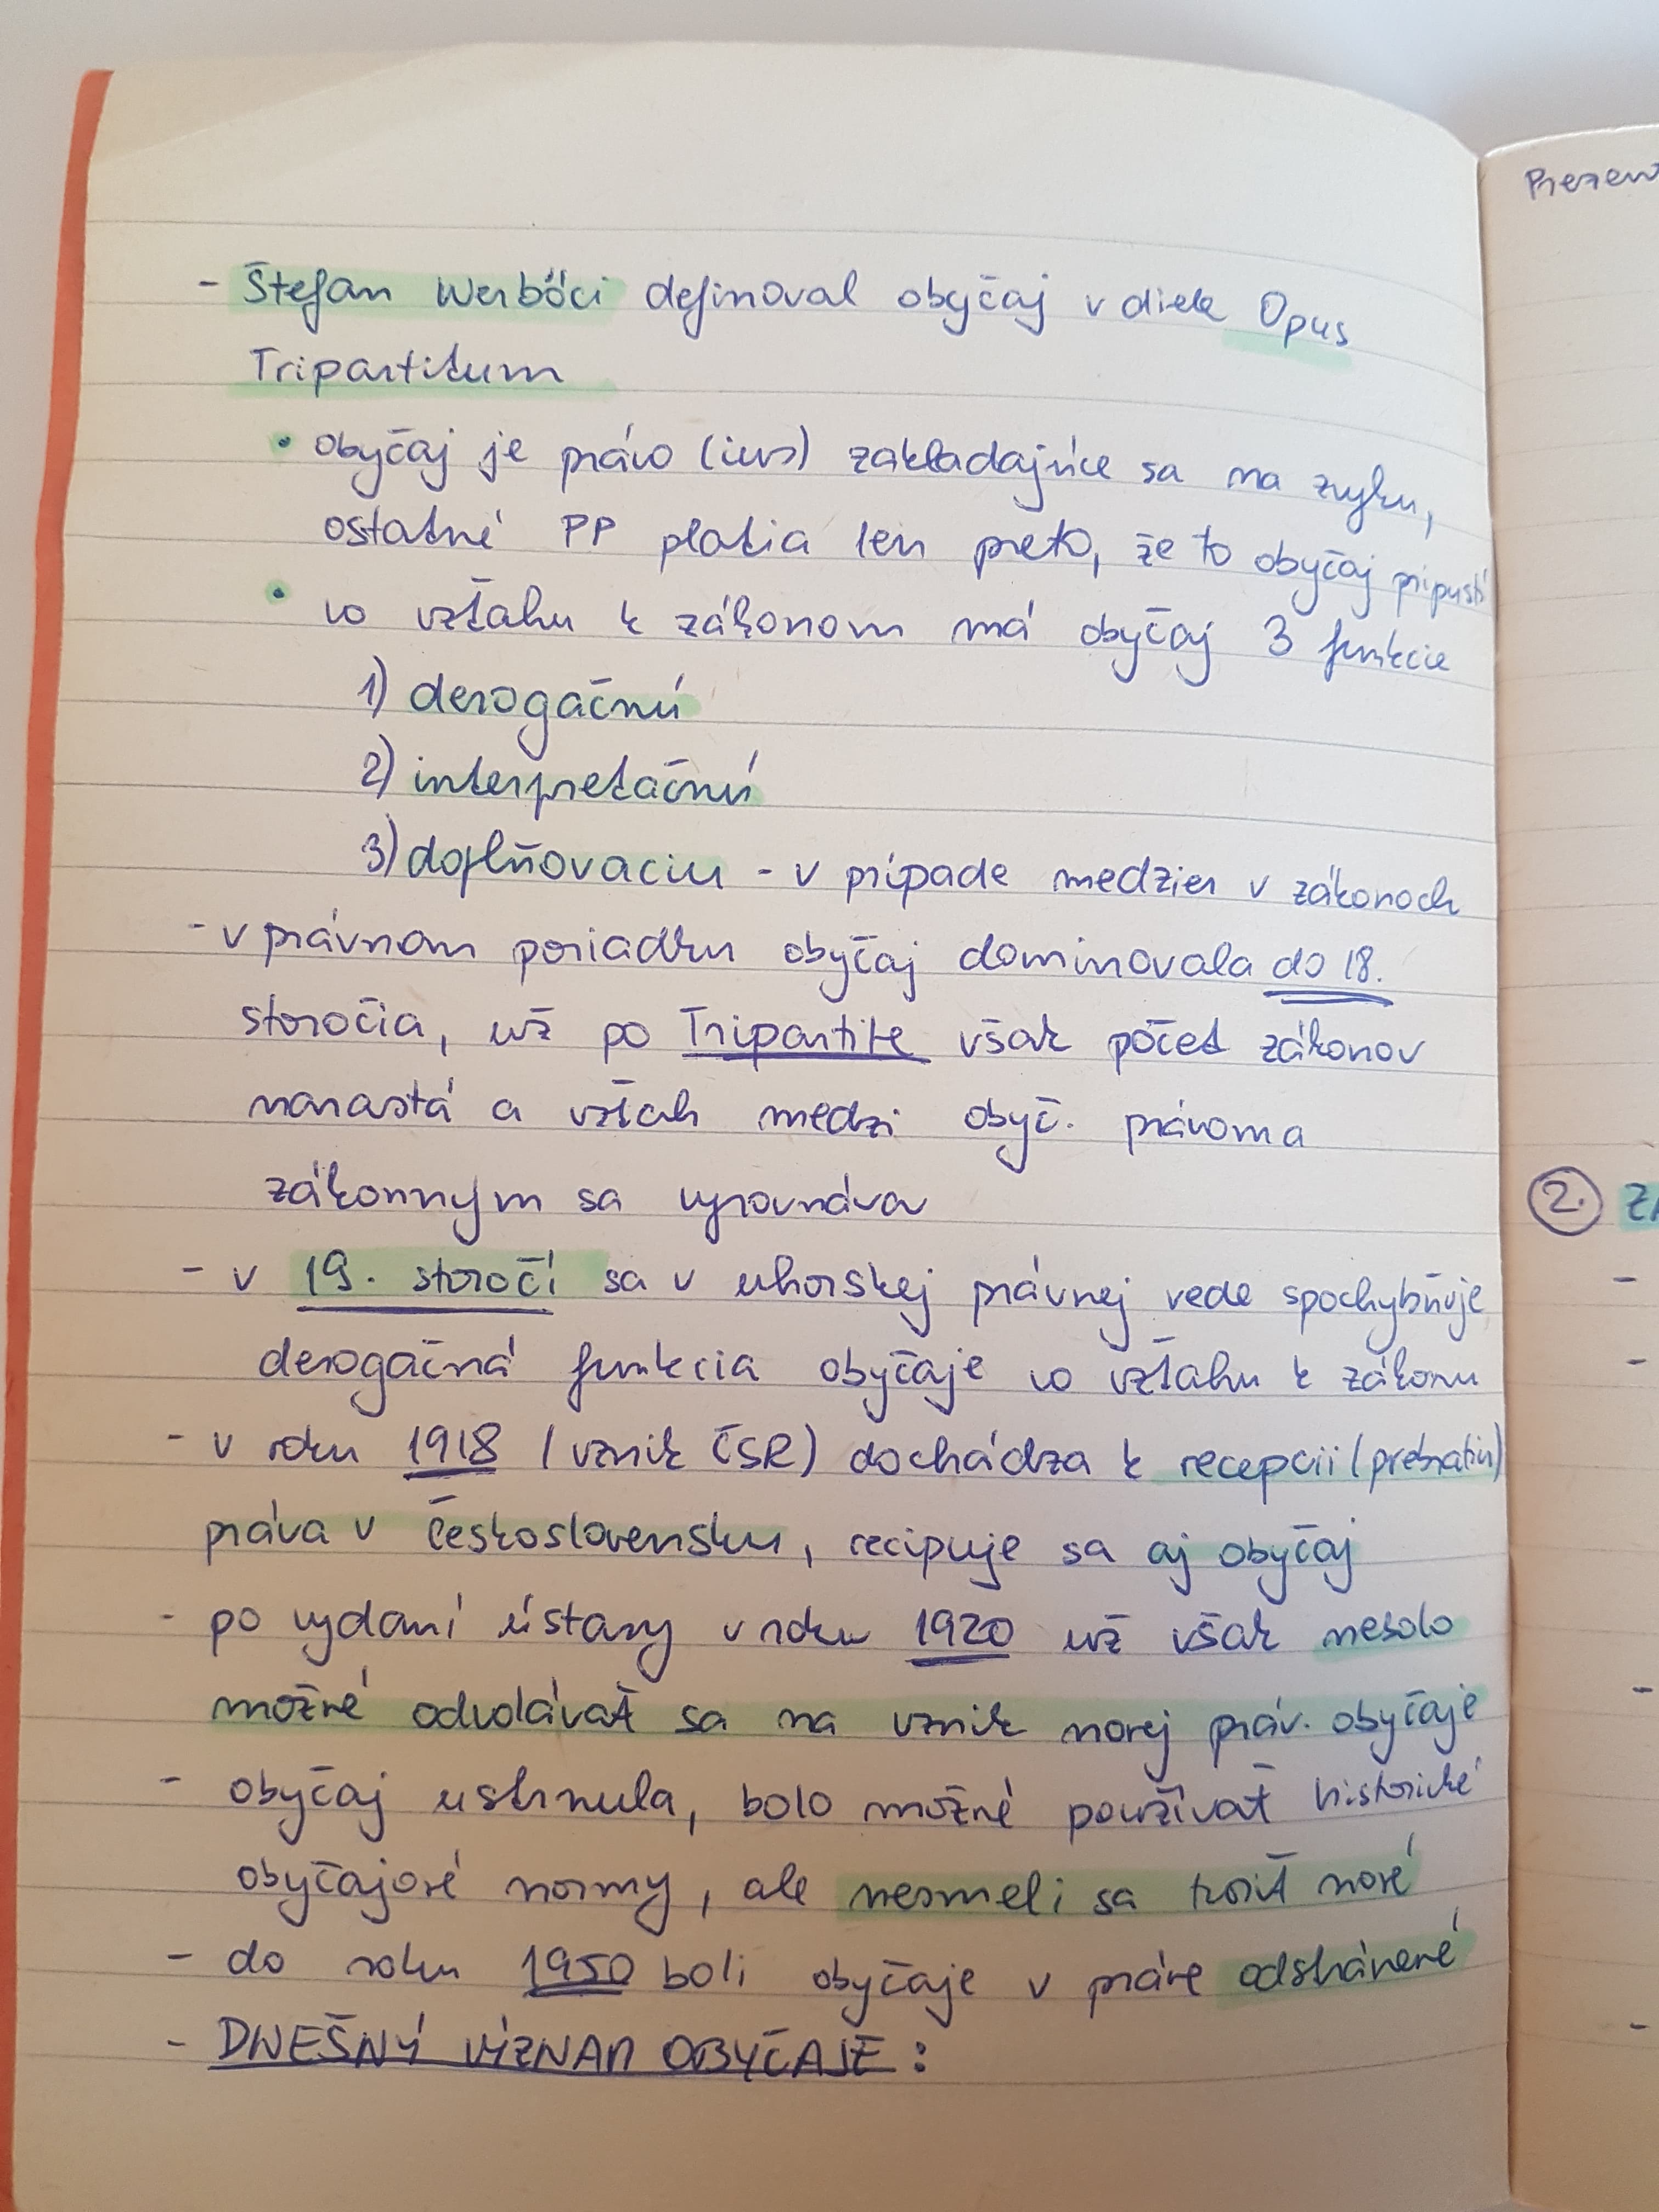 - Štefan Werbőci definoval obyčaj v diele Opus
Tripartitum
• obyčaj je právo (ius) zakladajúce sa na zvyku,
ostatné PP platia len preto, že to obyčaj pripustí
• vo vzťahu k zákonom má obyčaj 3 funkcie
1) derogačnú
2) interpretačnú
3) doplňovaciu - v prípade medzier v zákonoch
- v právnom poriadku obyčaj dominovala do 18.
storočia, už po Tripartite však počet zákonov
narastá a vzťah medzi obyč. právom a
zákonným sa vyrovnáva
- v 19. storočí sa v uhorskej právnej vede spochybňuje
derogačná funkcia obyčaje vo vzťahu k zákonu
- v roku 1918 (vznik ČSR) dochádza k recepcii (prebratiu)
práva v Československu, recipuje sa aj obyčaj
- po vydaní ústavy v roku 1920 už však nebolo
možné odvolávať sa na vznik novej práv. obyčaje
- obyčaj ustrnula, bolo možné používať historické
obyčajové normy, ale nesmeli sa tvoriť nové
- do roku 1950 boli obyčaje v práve odstránené
- DNEŠNÝ VÝZNAM OBYČAJE:
2.